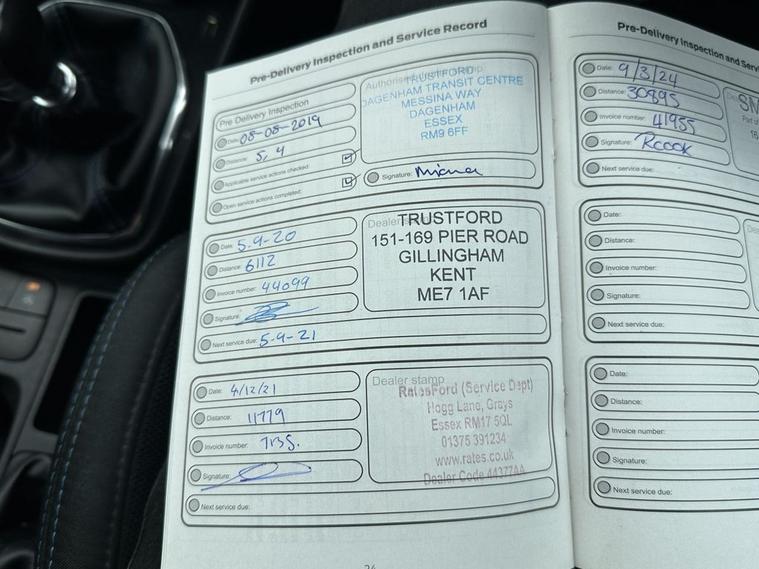 Pre-Delivery Inspection and Service Record
Pre Delivery Inspection
Date: 08-08-2019
Distance: 5,4
Applicable service actions checked:
Open service actions completed:
TRUSTFORD
DAGENHAM TRANSIT CENTRE
MESSINA WAY
DAGENHAM
ESSEX
RM9 6FF
Signature:
Date: 5-9-20
Distance: 6112
Invoice number: 44099
Signature:
Next service due: 5-9-21
Dealer
TRUSTFORD
151-169 PIER ROAD
GILLINGHAM
KENT
ME7 1AF
Date: 4/12/21
Distance: 11779
Invoice number:
Signature:
Next service due:
Dealer stamp
RatesFord (Service Dept)
Hogg Lane, Grays
Essex RM17 5QL
01375 391234
www.rates.co.uk
Dealer Code 44377AA
Pre-Delivery Inspection and
Date: 9/3/24
Distance: 30895
Invoice number: 41955
Signature: Rcook
Next service due:
Date:
Distance:
Invoice number:
Signature:
Next service due:
Date:
Distance:
Invoice number:
Signature:
Next service due: